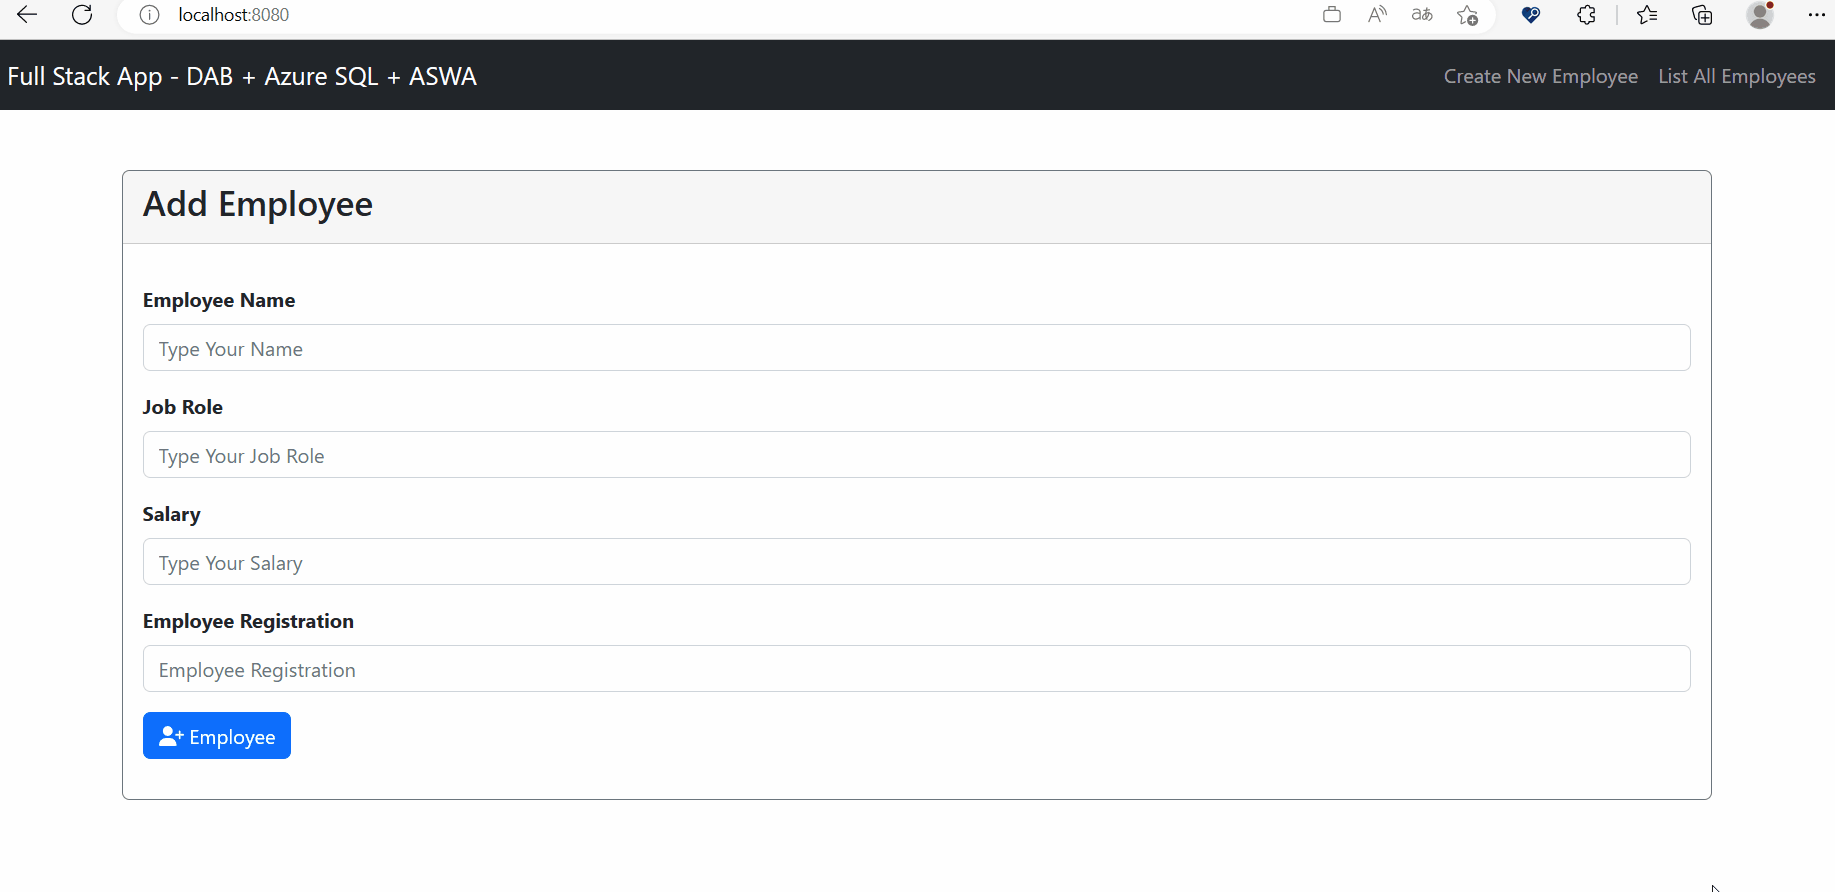 localhost:8080
Full Stack App - DAB + Azure SQL + ASWA
Create New Employee
List All Employees
Add Employee
Employee Name
Type Your Name
Job Role
Type Your Job Role
Salary
Type Your Salary
Employee Registration
Employee Registration
Employee